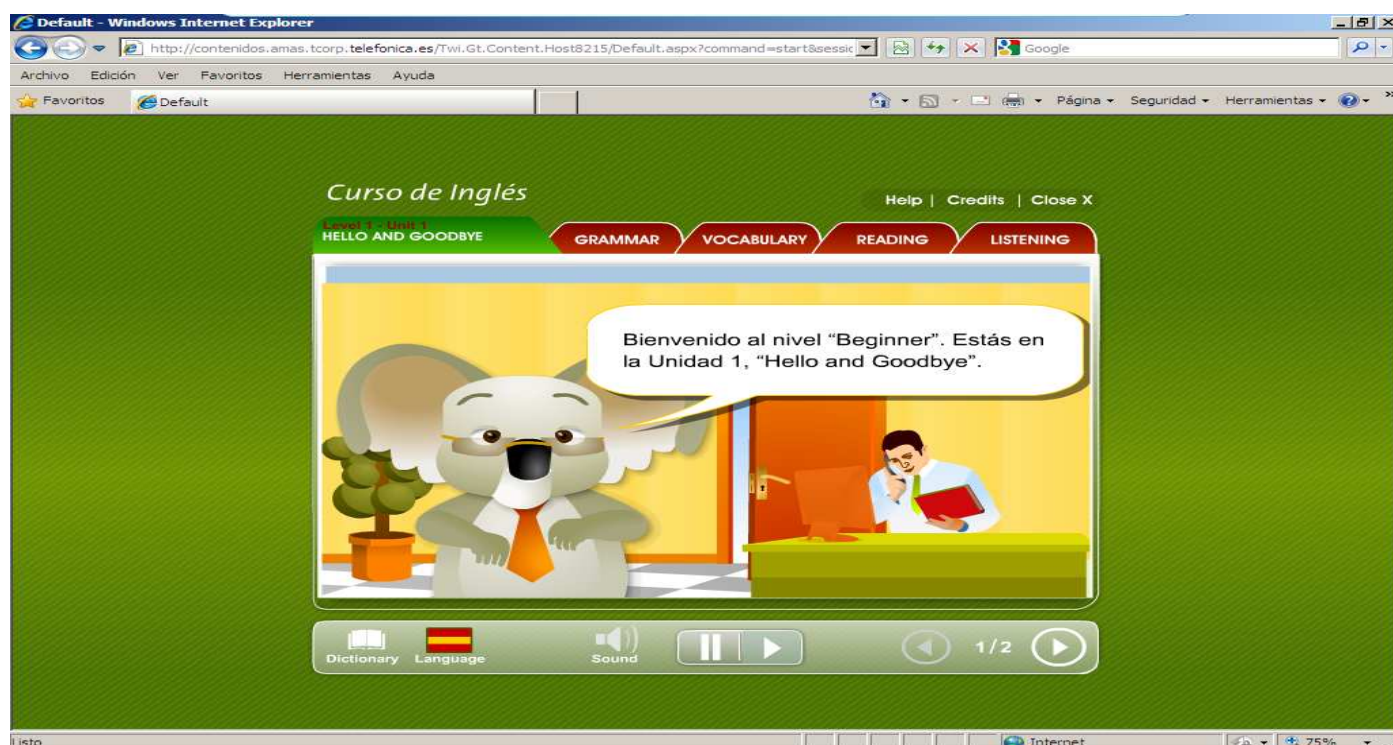 Default - Windows Internet Explorer
http://contenidos.amas.tcorp.telefonica.es/Twi.Gt.Content.Host8215/Default.aspx?command=start&sessic
Google
Archivo Edición Ver Favoritos Herramientas Ayuda
Favoritos Default Página Seguridad Herramientas
Curso de Inglés
Help | Credits | Close X
Level 1 - Unit 1
HELLO AND GOODBYE GRAMMAR VOCABULARY READING LISTENING
Bienvenido al nivel “Beginner”. Estás en
la Unidad 1, “Hello and Goodbye”.
1/2
Dictionary Language Sound
Listo Internet 75%